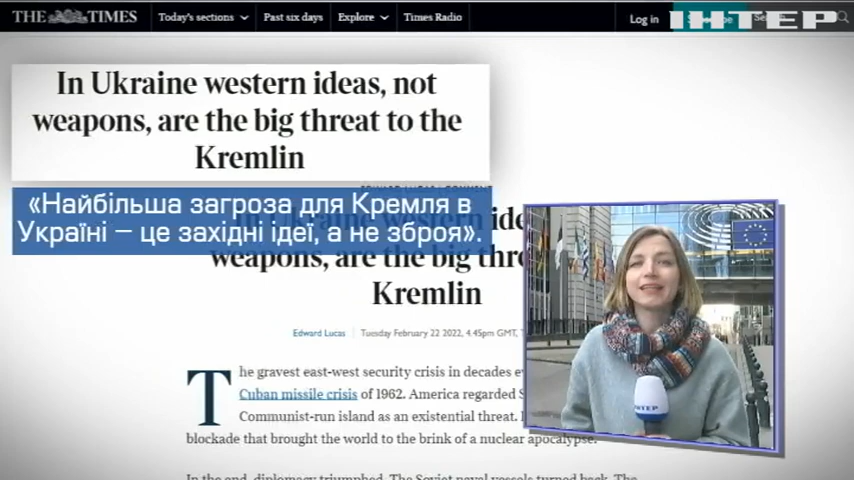 THE TIMES
Today's sections
Past six days
Explore
Times Radio
Log in
ІНТЕР
In Ukraine western ideas, not
weapons, are the big threat to the
Kremlin
«Найбільша загроза для Кремля в
Україні – це західні ідеї, а не зброя».
weapons, are the big
Kremlin
Edward Lucas
Tuesday February 22 2022, 4.45pm GMT,
The gravest east-west security crisis in decades
Cuban missile crisis of 1962. America regarded
Communist-run island as an existential threat.
blockade that brought the world to the brink of a nuclear apocalypse.
In the end, diplomacy triumphed. The Soviet naval vessels turned back. The
ІНТЕР